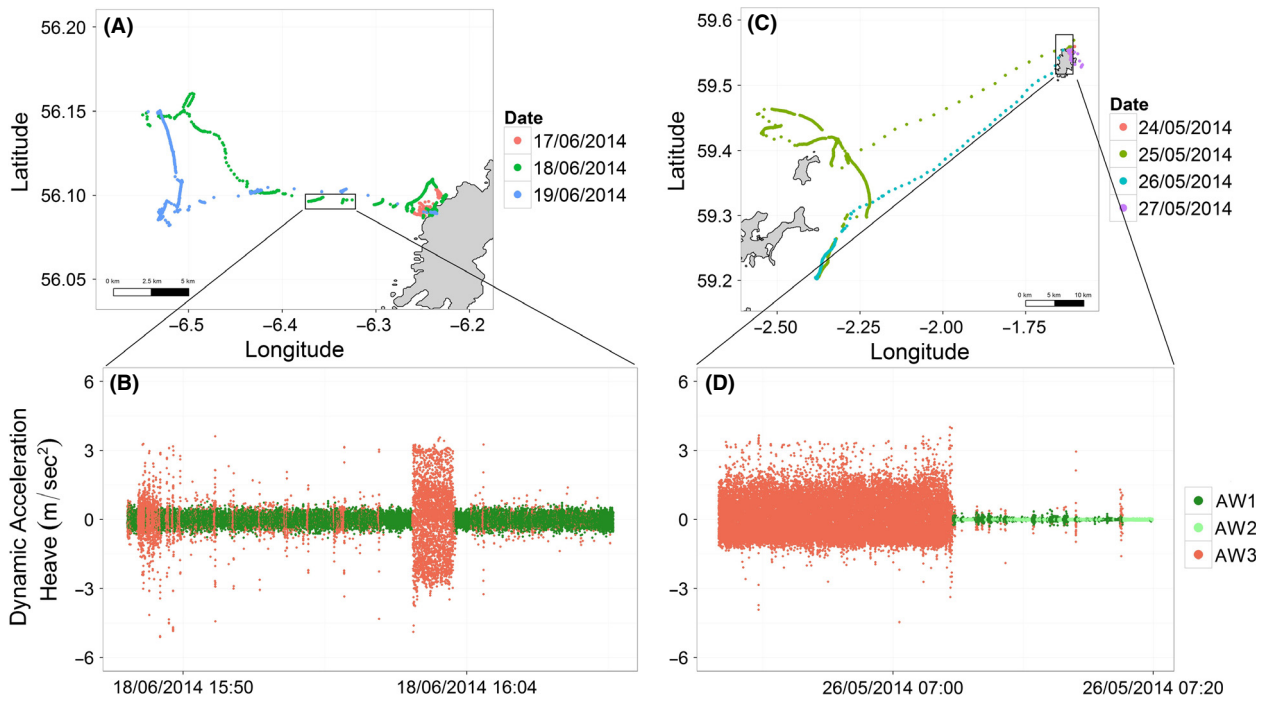 (A)
56.20
56.15
56.10
56.05
Latitude
0 km 2.5 km 5 km
−6.5 −6.4 −6.3 −6.2
Longitude
Date
17/06/2014
18/06/2014
19/06/2014
(C)
59.6
59.5
59.4
59.3
59.2
Latitude
0 km 5 km 10 km
−2.50 −2.25 −2.00 −1.75
Longitude
Date
24/05/2014
25/05/2014
26/05/2014
27/05/2014
(B)
6
3
0
−3
−6
Dynamic Acceleration
Heave (m/sec²)
18/06/2014 15:50 18/06/2014 16:04
(D)
6
3
0
−3
−6
26/05/2014 07:00 26/05/2014 07:20
AW1
AW2
AW3